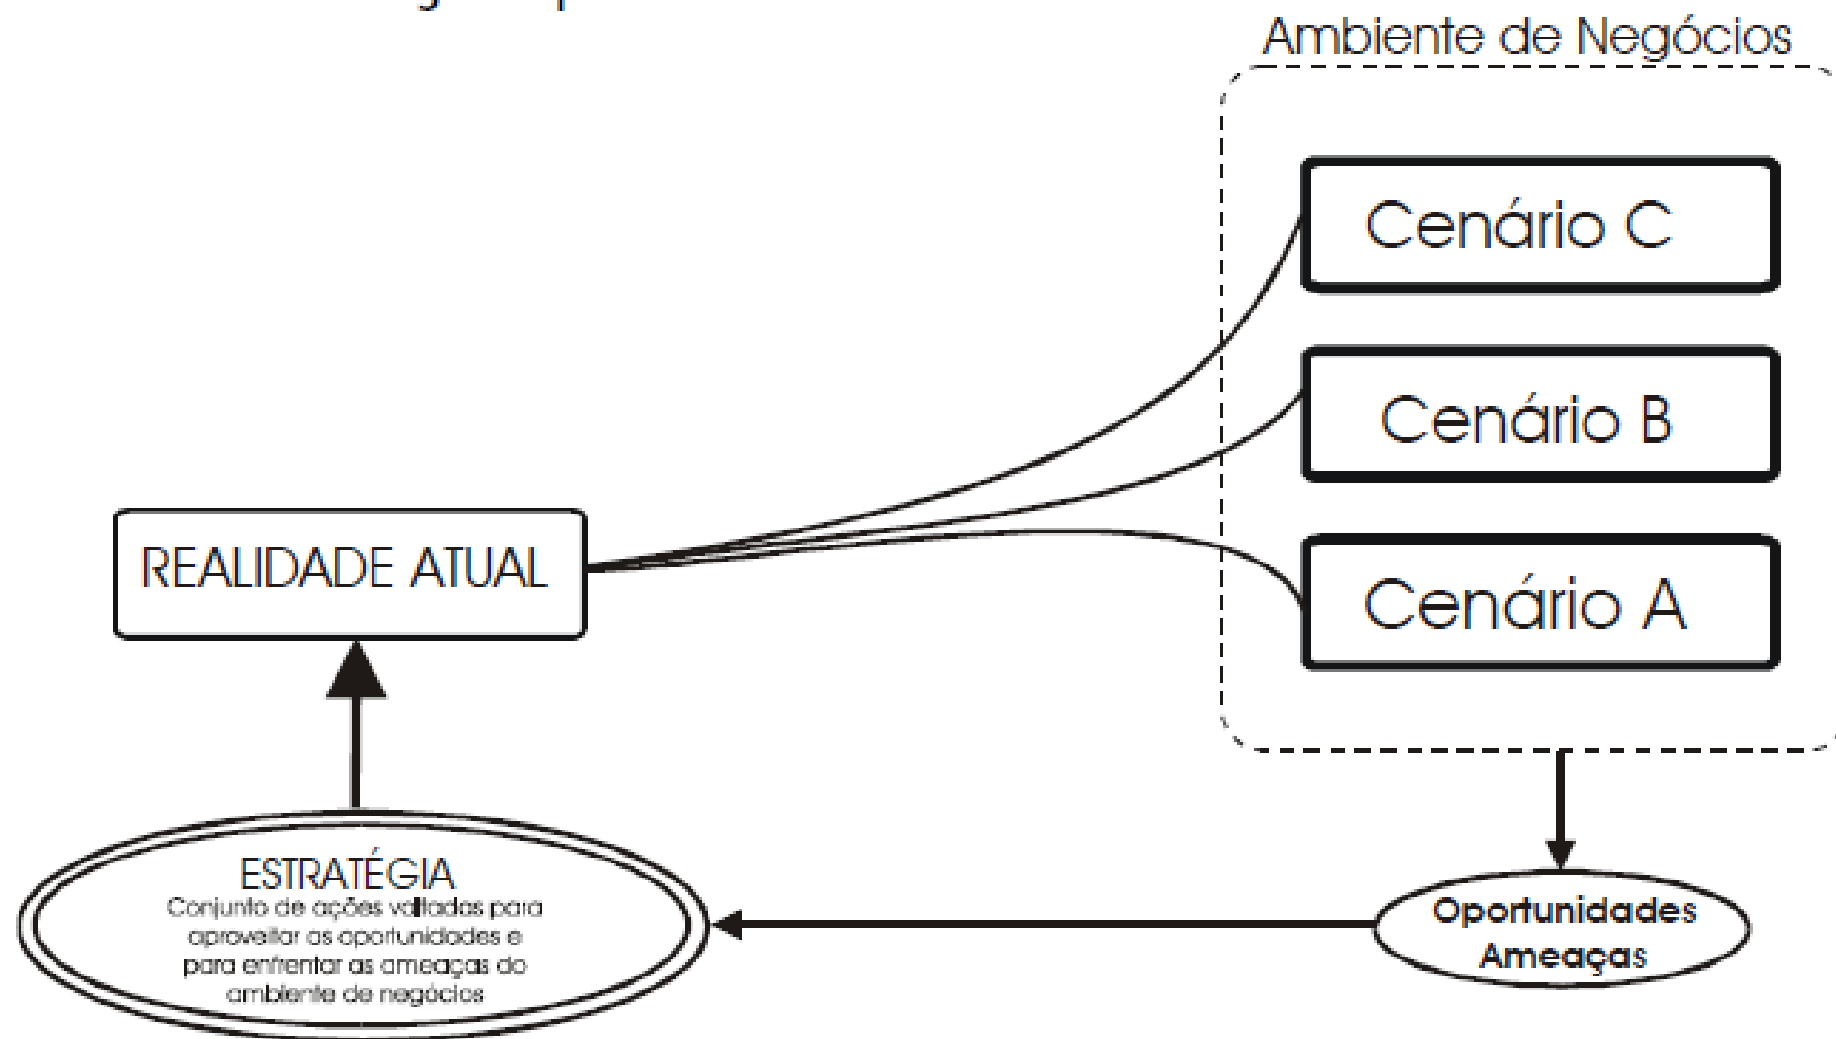 Ambiente de Negócios
Cenário C
Cenário B
REALIDADE ATUAL
Cenário A
ESTRATÉGIA
Conjunto de ações voltadas para
aproveitar as oportunidades e
para enfrentar as ameaças do
ambiente de negócios
Oportunidades
Ameaças